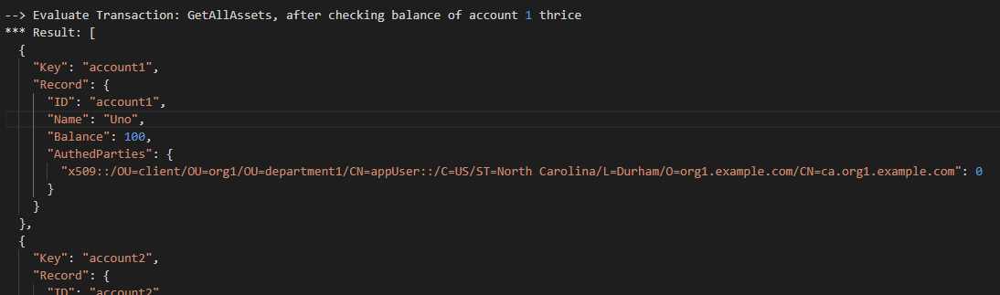 --> Evaluate Transaction: GetAllAssets, after checking balance of account 1 thrice
*** Result: [
  {
    "Key": "account1",
    "Record": {
      "ID": "account1",
      "Name": "Uno",
      "Balance": 100,
      "AuthedParties": {
        "x509::/OU=client/OU=org1/OU=department1/CN=appUser::/C=US/ST=North Carolina/L=Durham/O=org1.example.com/CN=ca.org1.example.com": 0
      }
    }
  },
  {
    "Key": "account2",
    "Record": {
      "ID": "account2"